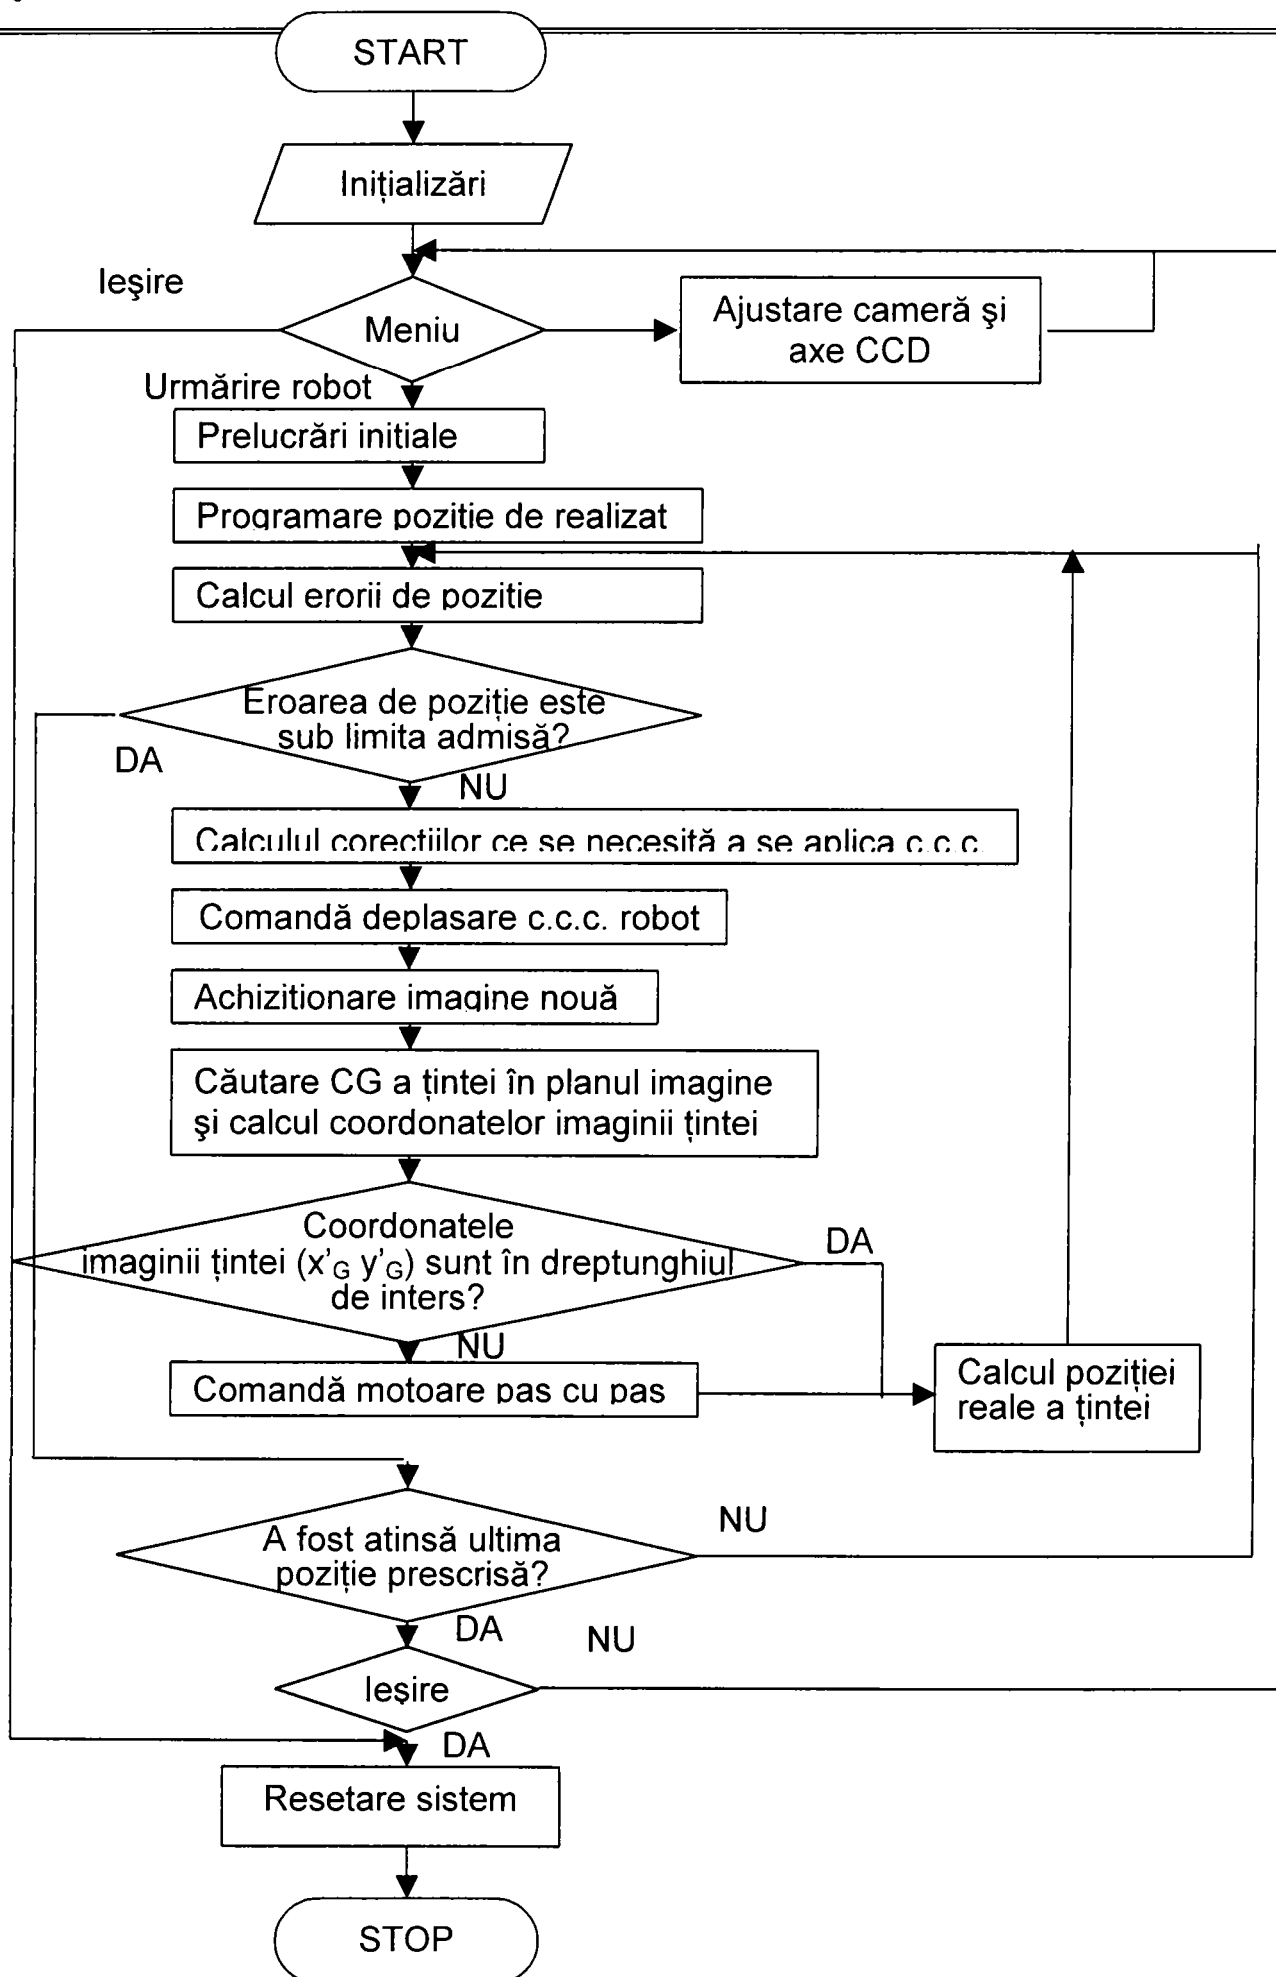 START
Inițializări
Ieşire
Meniu
Ajustare cameră şi
axe CCD
Urmărire robot
Prelucrări initiale
Programare pozitie de realizat
Calcul erorii de pozitie
Eroarea de poziție este
sub limita admisă?
DA
NU
Calculul corectiilor ce se necesită a se aplica c.c.c.
Comandă deplasare c.c.c. robot
Achizitionare imagine nouă
Căutare CG a țintei în planul imagine
şi calcul coordonatelor imaginii țintei
Coordonatele
imaginii țintei (x'G y'G) sunt în dreptunghiul
de inters?
DA
NU
Comandă motoare pas cu pas
Calcul poziției
reale a țintei
A fost atinsă ultima
poziție prescrisă?
NU
DA
NU
Ieşire
DA
Resetare sistem
STOP